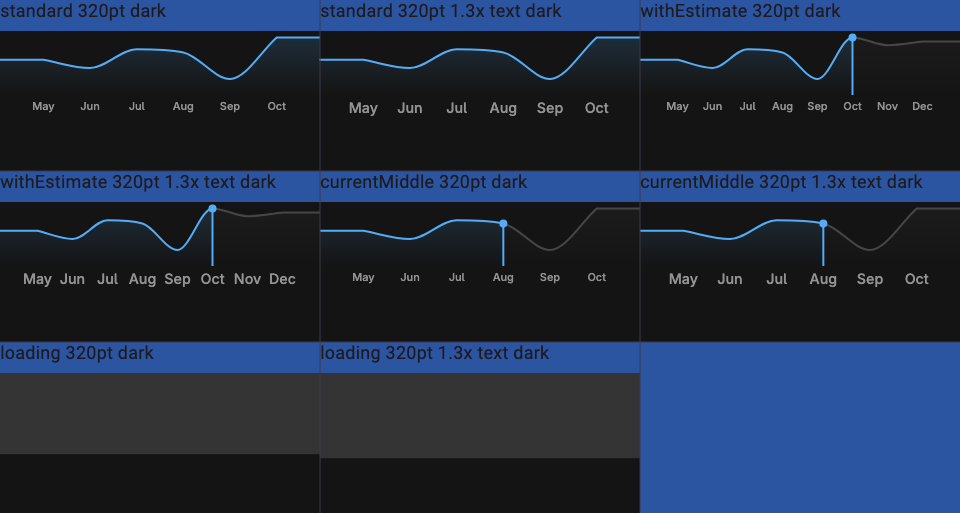 standard 320pt dark
standard 320pt 1.3x text dark
withEstimate 320pt dark
May Jun Jul Aug Sep Oct
May Jun Jul Aug Sep Oct
May Jun Jul Aug Sep Oct Nov Dec
withEstimate 320pt 1.3x text dark
currentMiddle 320pt dark
currentMiddle 320pt 1.3x text dark
May Jun Jul Aug Sep Oct Nov Dec
May Jun Jul Aug Sep Oct
May Jun Jul Aug Sep Oct
loading 320pt dark
loading 320pt 1.3x text dark